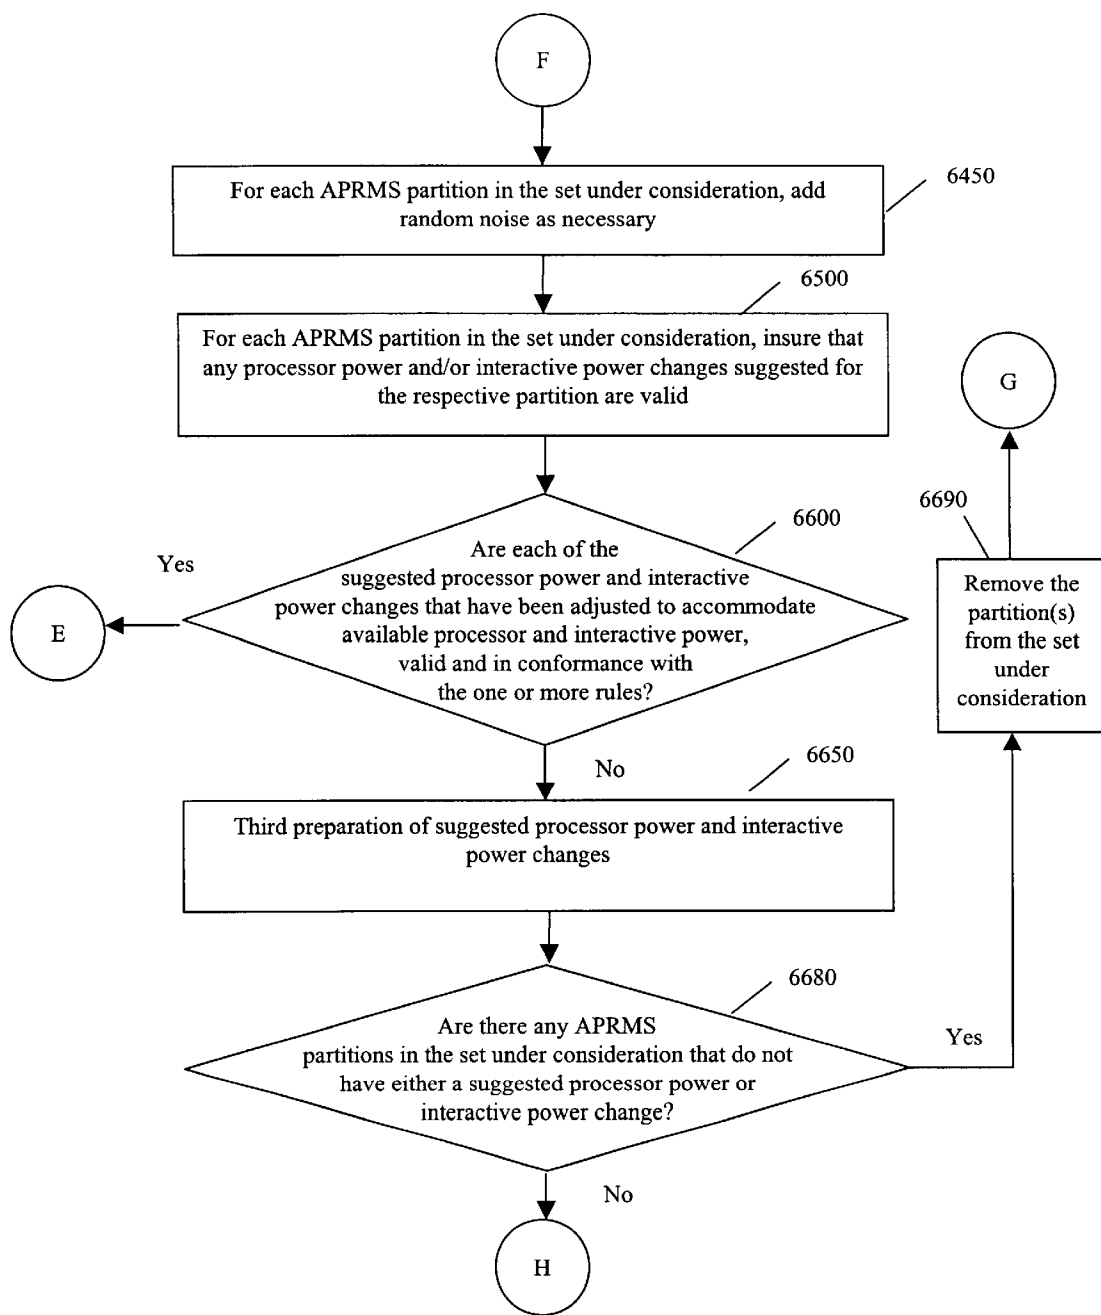 F
For each APRMS partition in the set under consideration, add
random noise as necessary
6450
6500
For each APRMS partition in the set under consideration, insure that
any processor power and/or interactive power changes suggested for
the respective partition are valid
G
6600
6690
Are each of the
suggested processor power and interactive
power changes that have been adjusted to accommodate
available processor and interactive power,
valid and in conformance with
the one or more rules?
Yes
E
Remove the
partition(s)
from the set
under
consideration
No
6650
Third preparation of suggested processor power and interactive
power changes
6680
Are there any APRMS
partitions in the set under consideration that do not
have either a suggested processor power or
interactive power change?
Yes
No
H